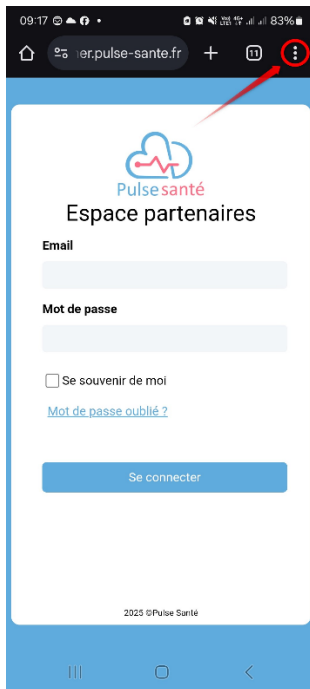 09:17
83%
er.pulse-sante.fr
11
Pulse santé
Espace partenaires
Email
Mot de passe
Se souvenir de moi
Mot de passe oublié ?
Se connecter
2025 ©Pulse Santé